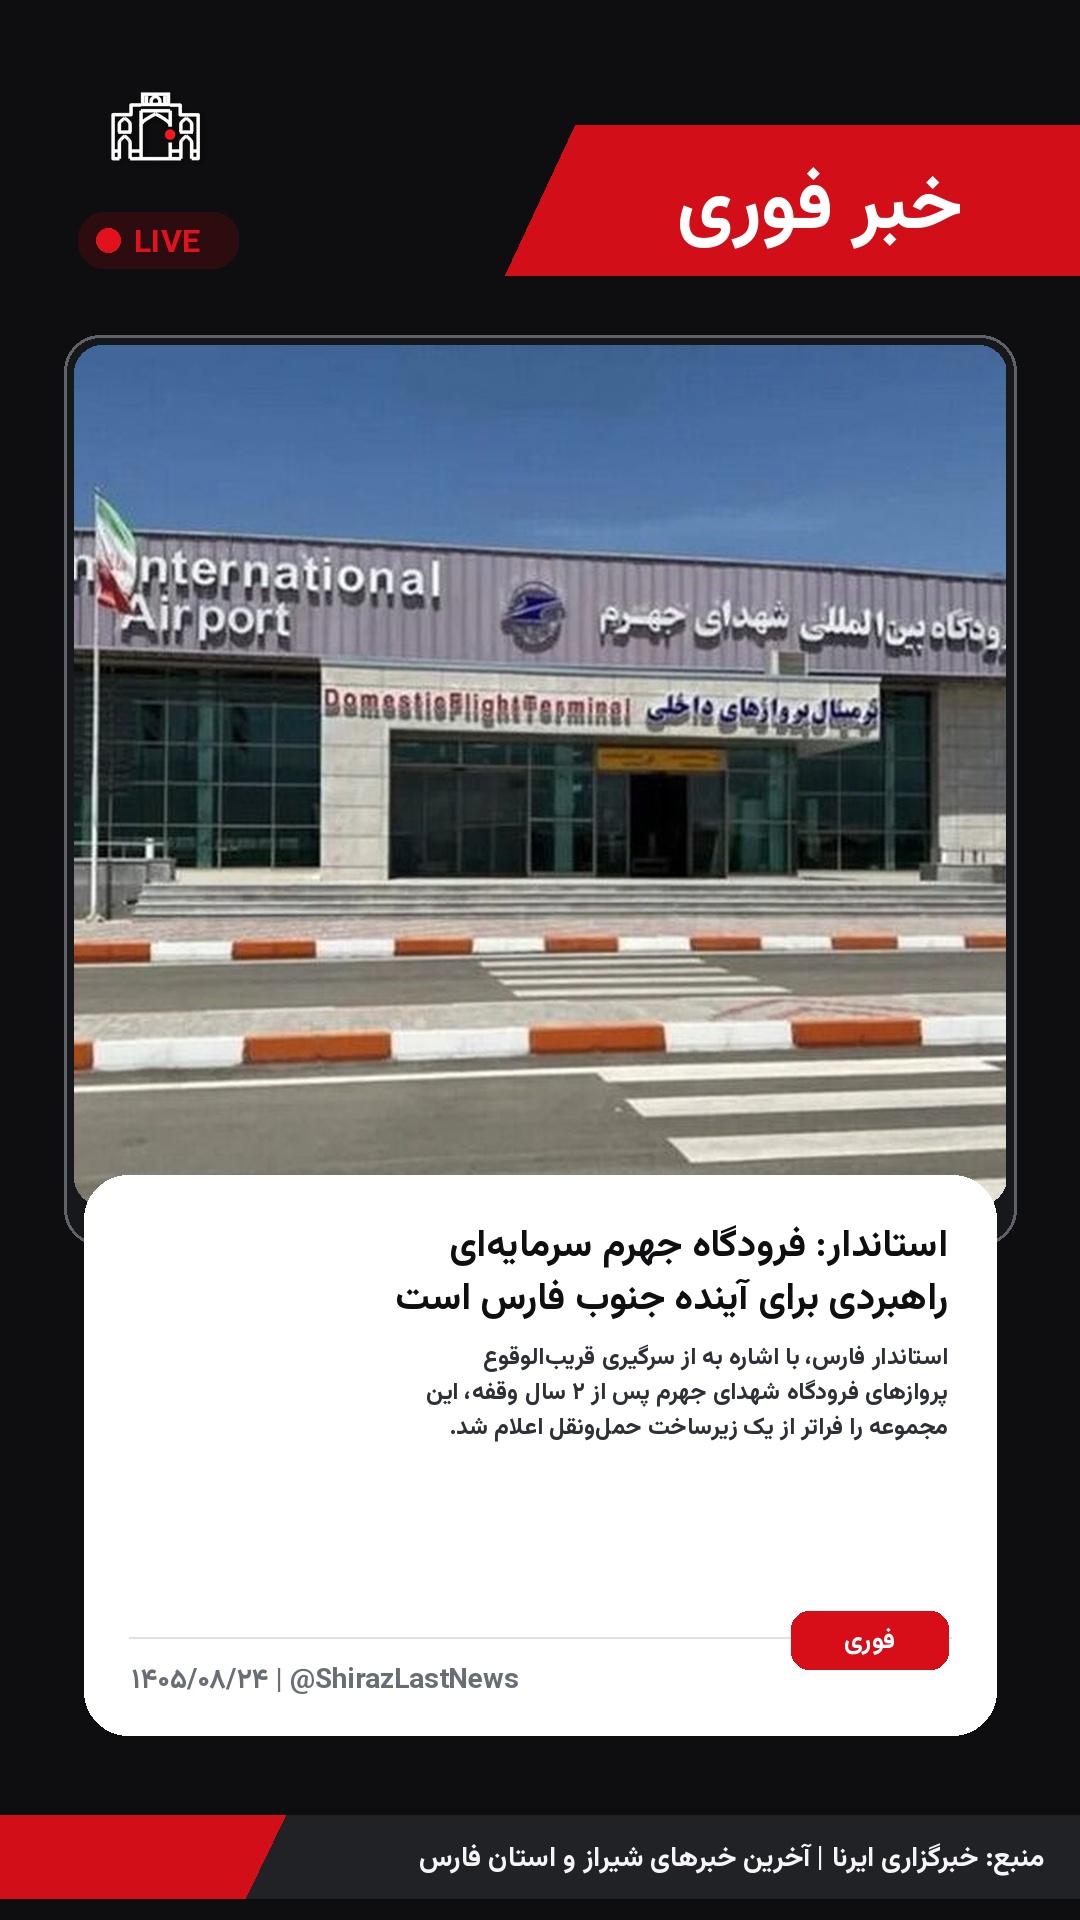 خبر فوری
LIVE
International
Airport
ودگاه بین‌المللی شهدای جهرم
DomesticFlightTerminal
ترمینال پروازهای داخلی
استاندار: فرودگاه جهرم سرمایه‌ای
راهبردی برای آینده جنوب فارس است
استاندار فارس، با اشاره به از سرگیری قریب‌الوقوع
پروازهای فرودگاه شهدای جهرم پس از ۲ سال وقفه، این
مجموعه را فراتر از یک زیرساخت حمل‌ونقل اعلام شد.
فوری
۱۴۰۵/۰۸/۲۴ | @ShirazLastNews
منبع: خبرگزاری ایرنا | آخرین خبرهای شیراز و استان فارس